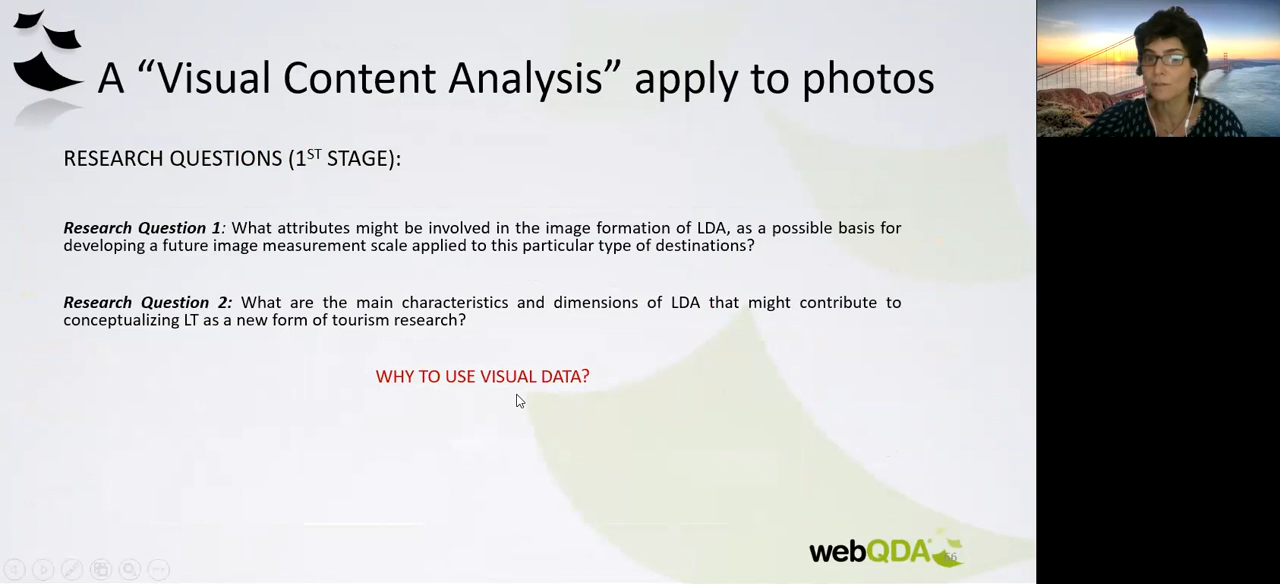 A “Visual Content Analysis” apply to photos
RESEARCH QUESTIONS (1ST STAGE):
Research Question 1: What attributes might be involved in the image formation of LDA, as a possible basis for
developing a future image measurement scale applied to this particular type of destinations?
Research Question 2: What are the main characteristics and dimensions of LDA that might contribute to
conceptualizing LT as a new form of tourism research?
WHY TO USE VISUAL DATA?
webQDA